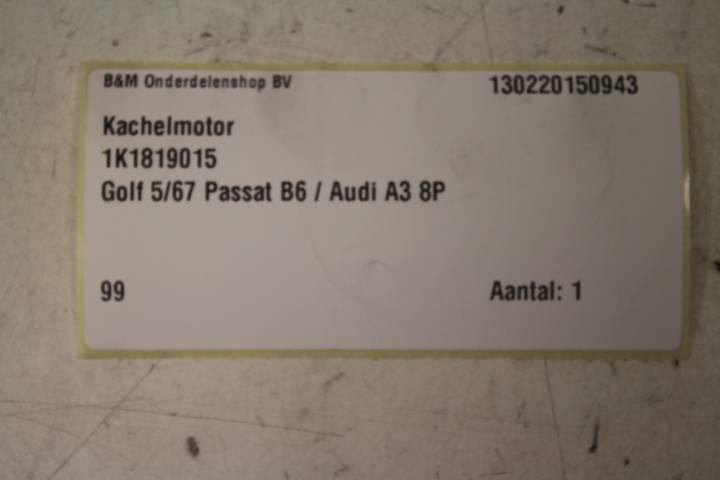 B&M Onderdelenshop BV 130220150943
Kachelmotor
1K1819015
Golf 5/67 Passat B6 / Audi A3 8P
99 Aantal: 1